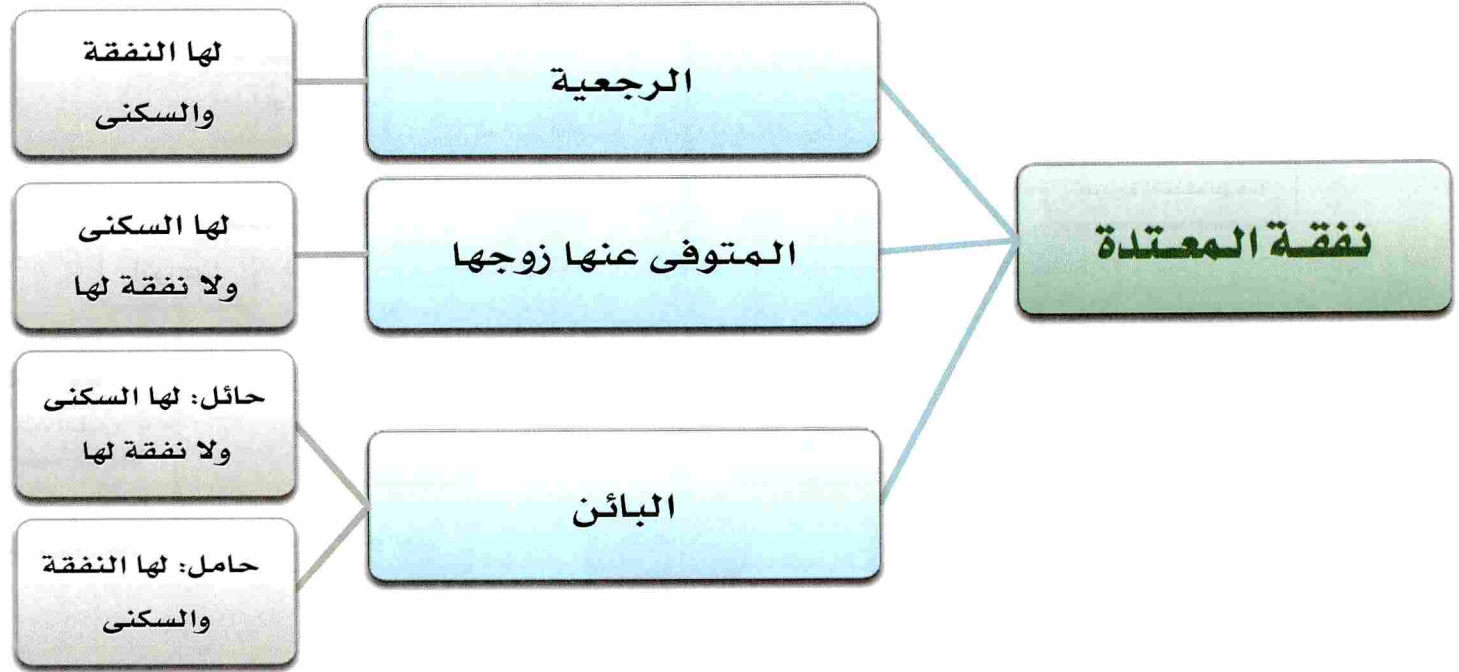 نفقة المعتدة
الرجعية
لها النفقة
والسكنى
المتوفى عنها زوجها
لها السكنى
ولا نفقة لها
البائن
حائل: لها السكنى
ولا نفقة لها
حامل: لها النفقة
والسكنى